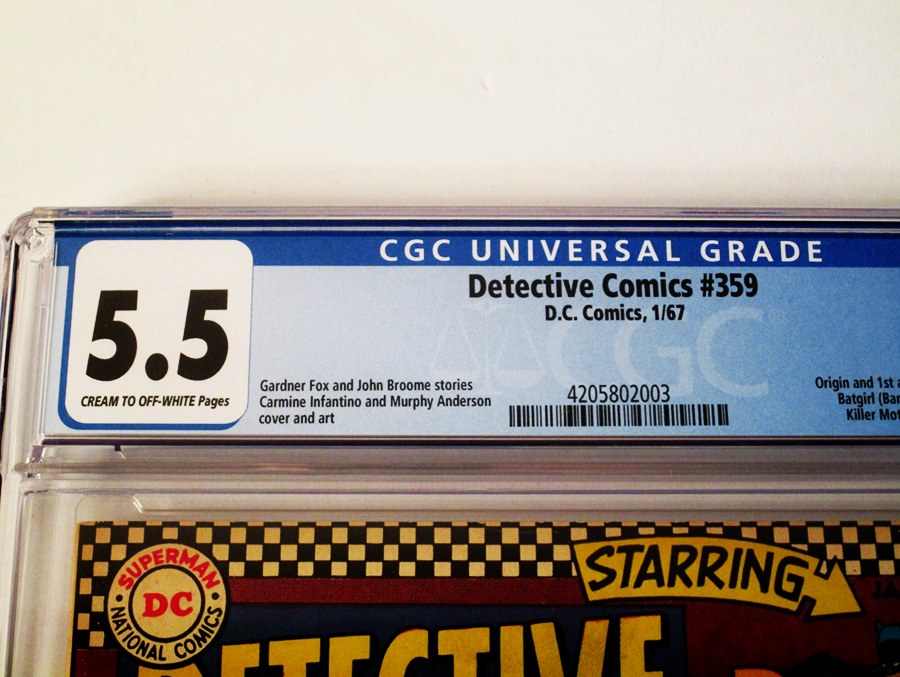 CGC UNIVERSAL GRADE
5.5
CREAM TO OFF-WHITE Pages
Detective Comics #359
D.C. Comics, 1/67
CGC
Gardner Fox and John Broome stories
Carmine Infantino and Murphy Anderson
cover and art
4205802003
Origin and 1st
Batgirl
Killer
SUPERMAN
DC
NATIONAL COMICS
STARRING
DETECTIVE